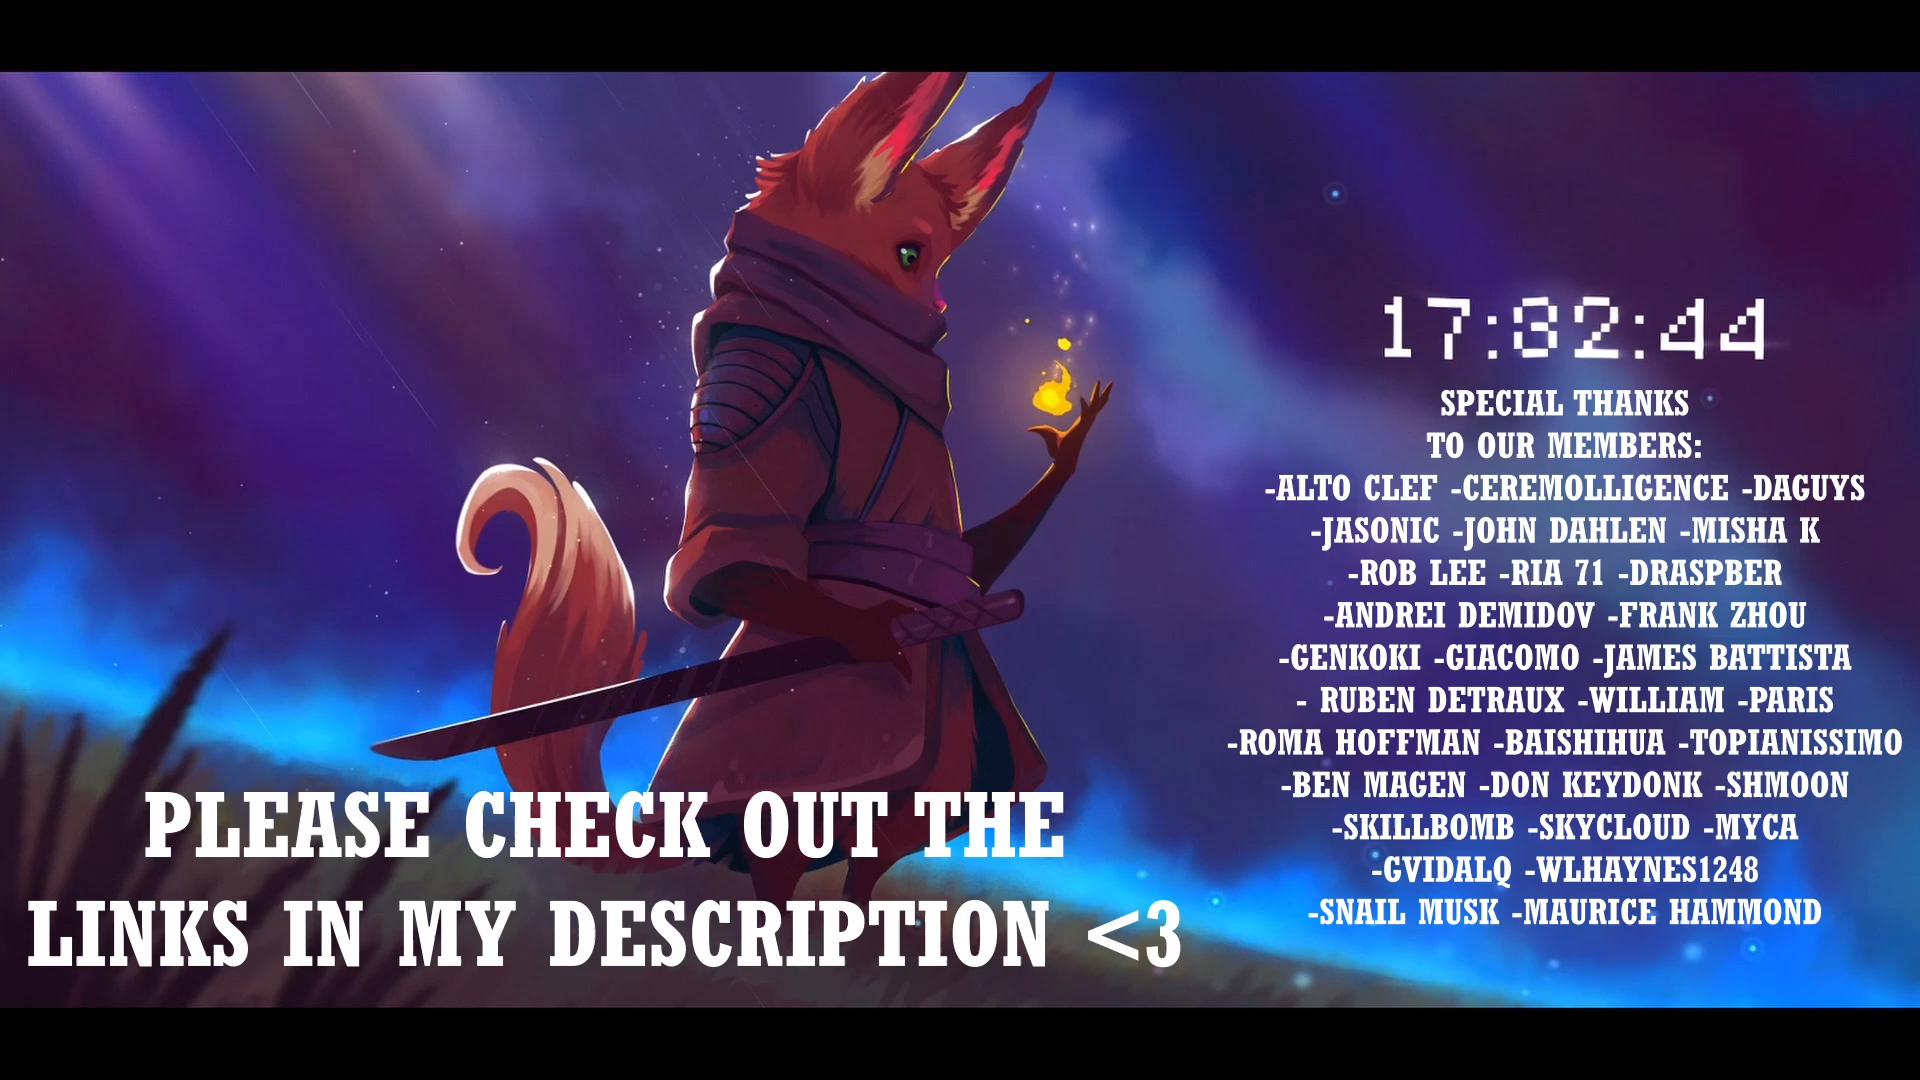 17:32:44
SPECIAL THANKS
TO OUR MEMBERS:
-ALTO CLEF -CEREMOLLIGENCE -DAGUYS
-JASONIC -JOHN DAHLEN -MISHA K
-ROB LEE -RIA 71 -DRASPBER
-ANDREI DEMIDOV -FRANK ZHOU
-GENKOKI -GIACOMO -JAMES BATTISTA
- RUBEN DETRAUX -WILLIAM -PARIS
-ROMA HOFFMAN -BAISHIHUA -TOPIANISSIMO
-BEN MAGEN -DON KEYDONK -SHMOON
-SKILLBOMB -SKYCLOUD -MYCA
-GVIDALQ -WLHAYNES1248
-SNAIL MUSK -MAURICE HAMMOND
PLEASE CHECK OUT THE
LINKS IN MY DESCRIPTION <3